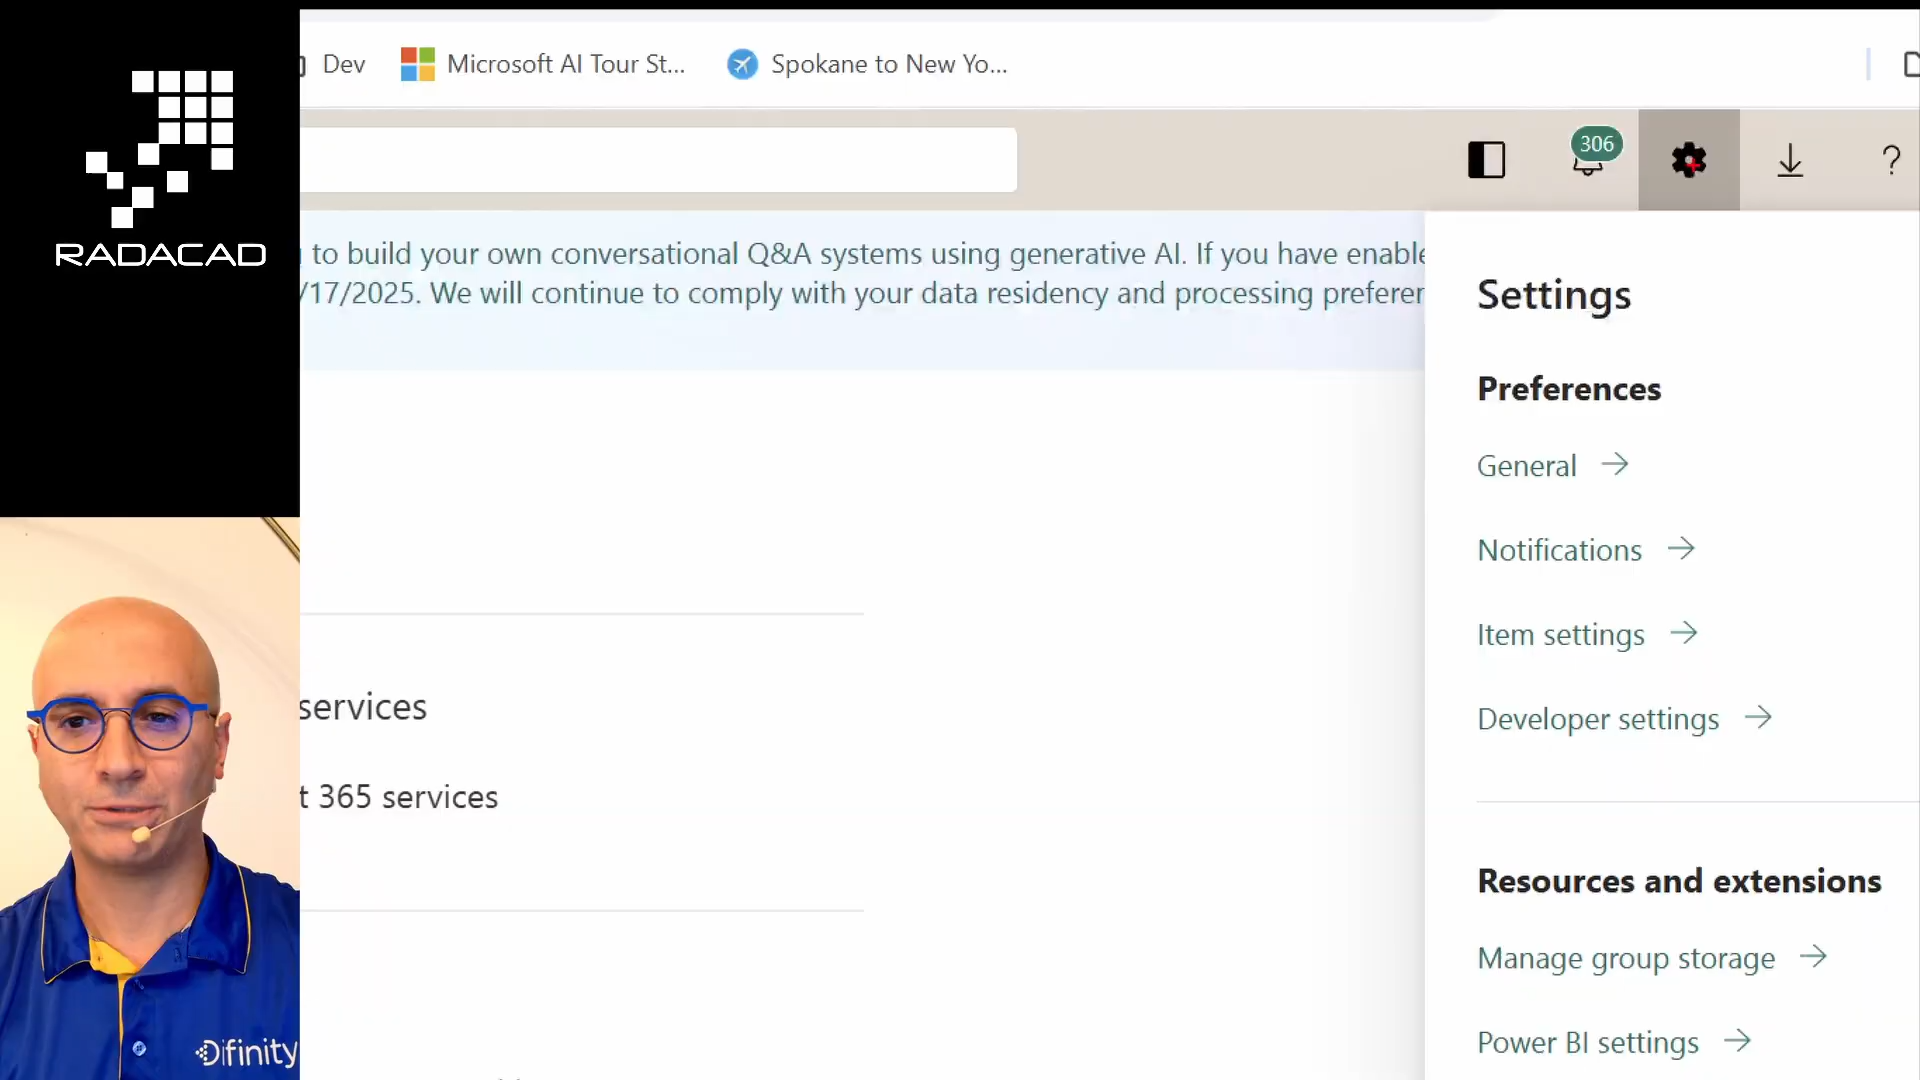 Dev
Microsoft AI Tour St...
Spokane to New Yo...
RADACAD
306
?
to build your own conversational Q&A systems using generative AI. If you have enable
/17/2025. We will continue to comply with your data residency and processing preferer
services
t 365 services
Settings
Preferences
General
Notifications
Item settings
Developer settings
Resources and extensions
Manage group storage
Power BI settings
Difinity